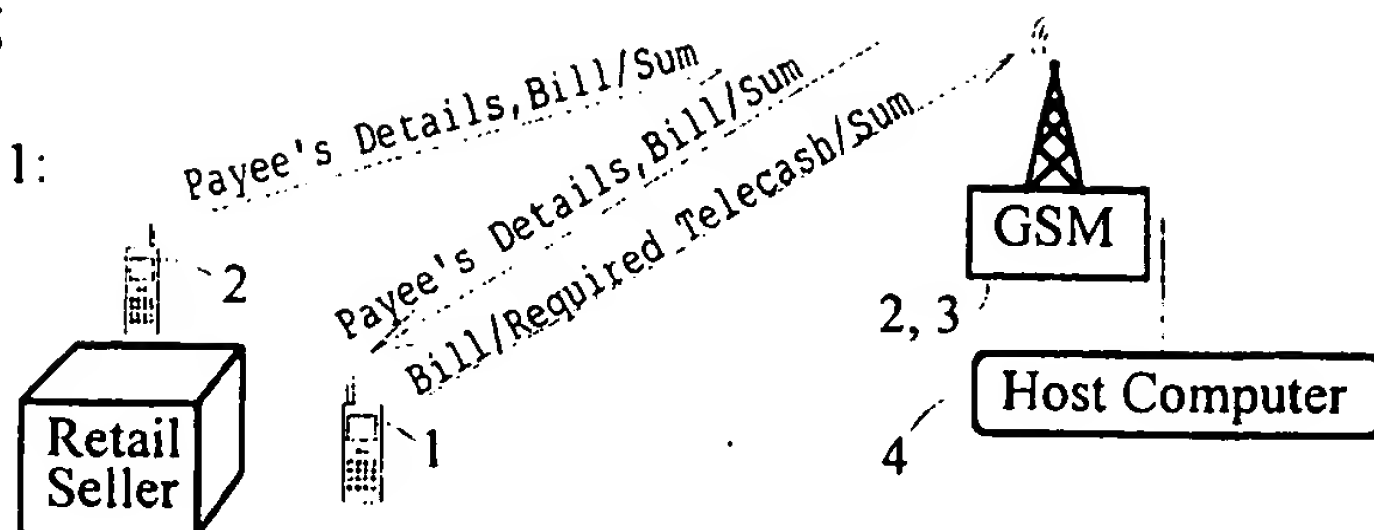 1:
Payee's Details,Bill/Sum
Payee's Details,Bill/Sum
Bill/Required Telecash/Sum
2
GSM
2, 3
Retail
Seller
1
Host Computer
4